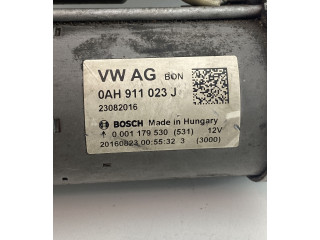 VW AG BON
0AH 911 023 J
23082016
BOSCH Made in Hungary
0 001 179 530 (531) 12V
20160823 00:55:32 3 (3000)